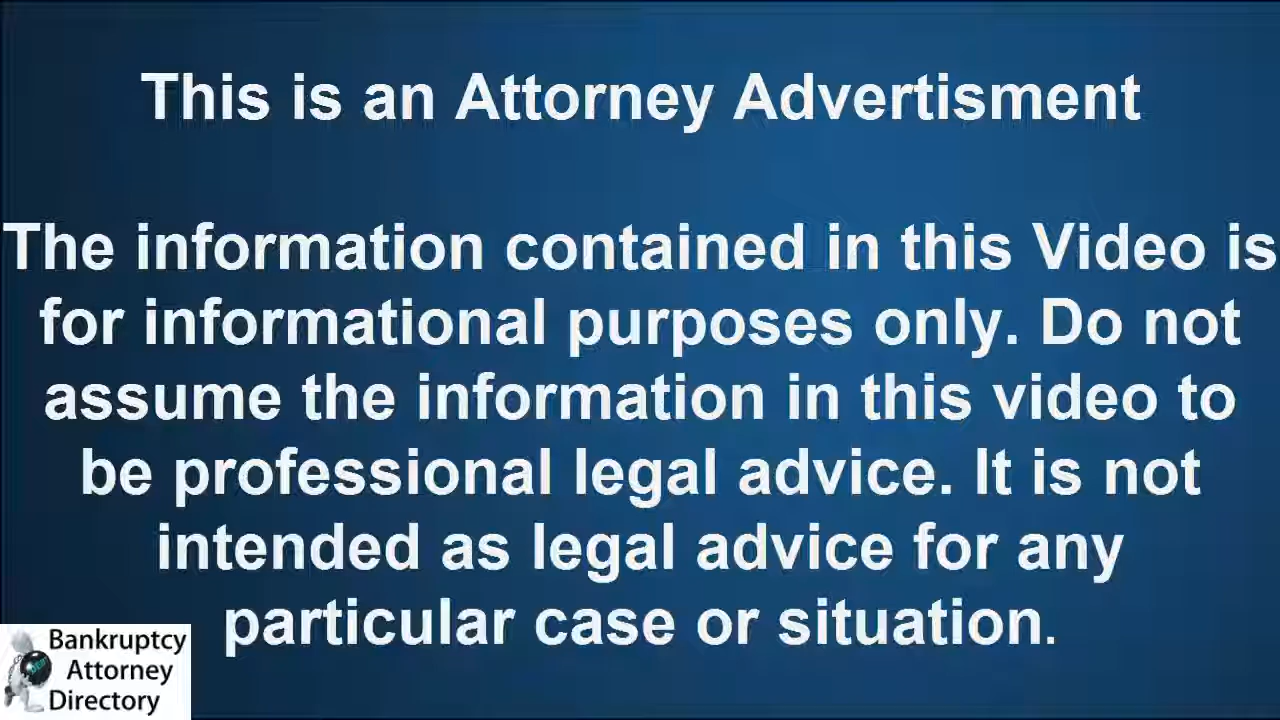 This is an Attorney Advertisment
The information contained in this Video is
for informational purposes only. Do not
assume the information in this video to
be professional legal advice. It is not
intended as legal advice for any
particular case or situation.
Bankruptcy
Attorney
Directory